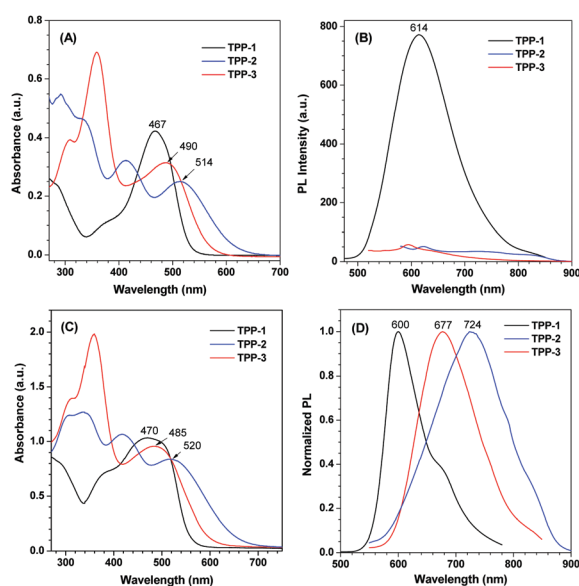 (A)
TPP-1
TPP-2
TPP-3
467
490
514
Absorbance (a.u.)
0.8
0.6
0.4
0.2
0.0
300 400 500 600 700
Wavelength (nm)
(B)
614
TPP-1
TPP-2
TPP-3
PL Intensity (a.u.)
800
600
400
200
0
500 600 700 800 900
Wavelength (nm)
(C)
TPP-1
TPP-2
TPP-3
470
485
520
Absorbance (a.u.)
2.0
1.5
1.0
0.5
0.0
300 400 500 600 700
Wavelength (nm)
(D)
600 677 724
TPP-1
TPP-2
TPP-3
Normalized PL
1.0
0.8
0.6
0.4
0.2
0.0
500 600 700 800 900
Wavelength (nm)